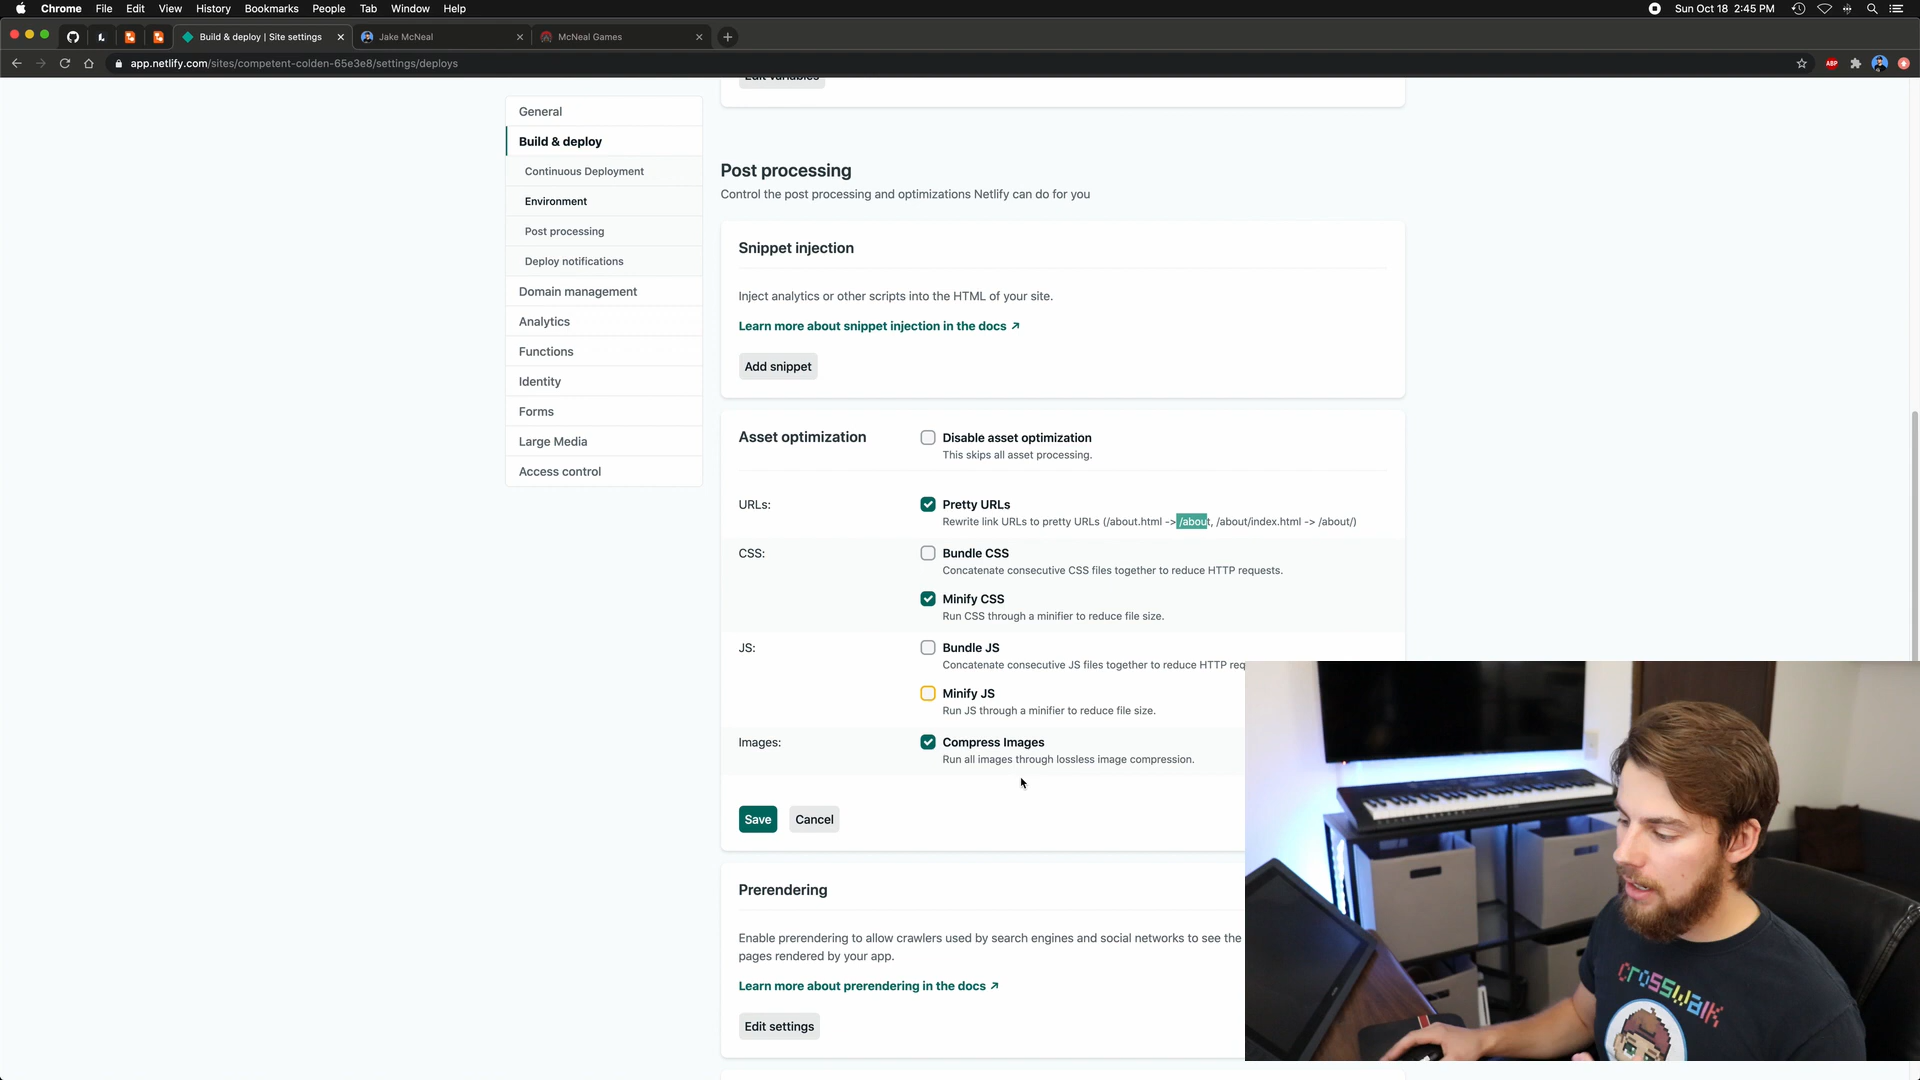 Chrome File Edit View History Bookmarks People Tab Window Help Sun Oct 18 2:45 PM
Build & deploy | Site settings Jake McNeal McNeal Games
app.netlify.com/sites/competent-colden-65e3e8/settings/deploys
ABP
Edit variables
General
Build & deploy
Continuous Deployment
Environment
Post processing
Deploy notifications
Domain management
Analytics
Functions
Identity
Forms
Large Media
Access control
Post processing
Control the post processing and optimizations Netlify can do for you
Snippet injection
Inject analytics or other scripts into the HTML of your site.
Learn more about snippet injection in the docs ↗
Add snippet
Asset optimization
Disable asset optimization
This skips all asset processing.
URLs:
Pretty URLs
Rewrite link URLs to pretty URLs (/about.html -> /about, /about/index.html -> /about/)
CSS:
Bundle CSS
Concatenate consecutive CSS files together to reduce HTTP requests.
Minify CSS
Run CSS through a minifier to reduce file size.
JS:
Bundle JS
Concatenate consecutive JS files together to reduce HTTP req
Minify JS
Run JS through a minifier to reduce file size.
Images:
Compress Images
Run all images through lossless image compression.
Save Cancel
Prerendering
Enable prerendering to allow crawlers used by search engines and social networks to see the
pages rendered by your app.
Learn more about prerendering in the docs ↗
Edit settings
crosswalk